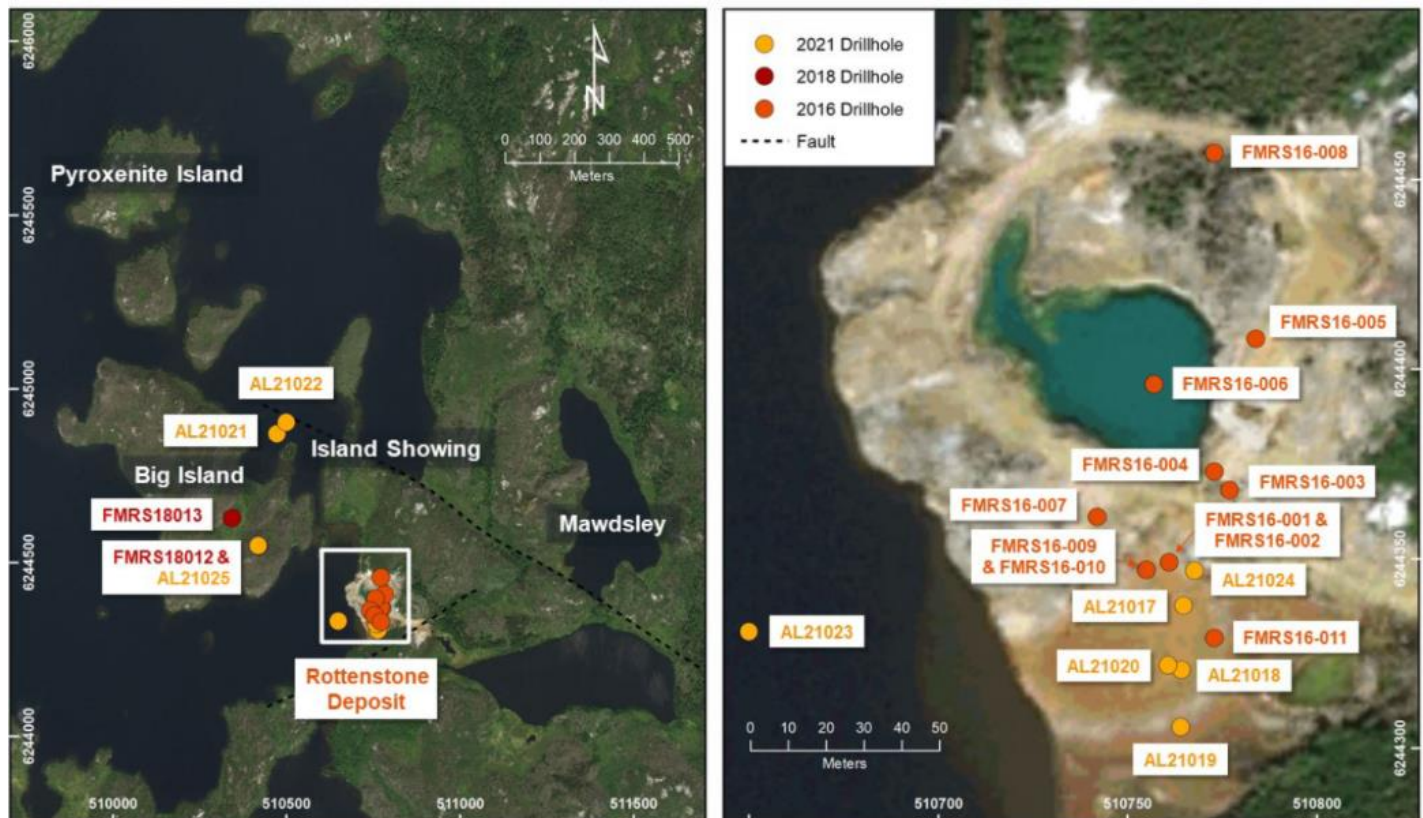 6246000
6245500
6245000
6244500
6244000
N
0 100 200 300 400 500
Meters
Pyroxenite Island
AL21022
AL21021
Island Showing
Big Island
FMRS18013
Mawdsley
FMRS18012 &
AL21025
Rottenstone
Deposit
510000 510500 511000 511500
2021 Drillhole
2018 Drillhole
2016 Drillhole
Fault
FMRS16-008
6244450
FMRS16-005
FMRS16-006
6244400
FMRS16-004
FMRS16-003
FMRS16-007
FMRS16-001 &
FMRS16-002
FMRS16-009
& FMRS16-010
6244350
AL21024
AL21017
AL21023
FMRS16-011
AL21020
AL21018
0 10 20 30 40 50
Meters
AL21019
6244300
510700 510750 510800